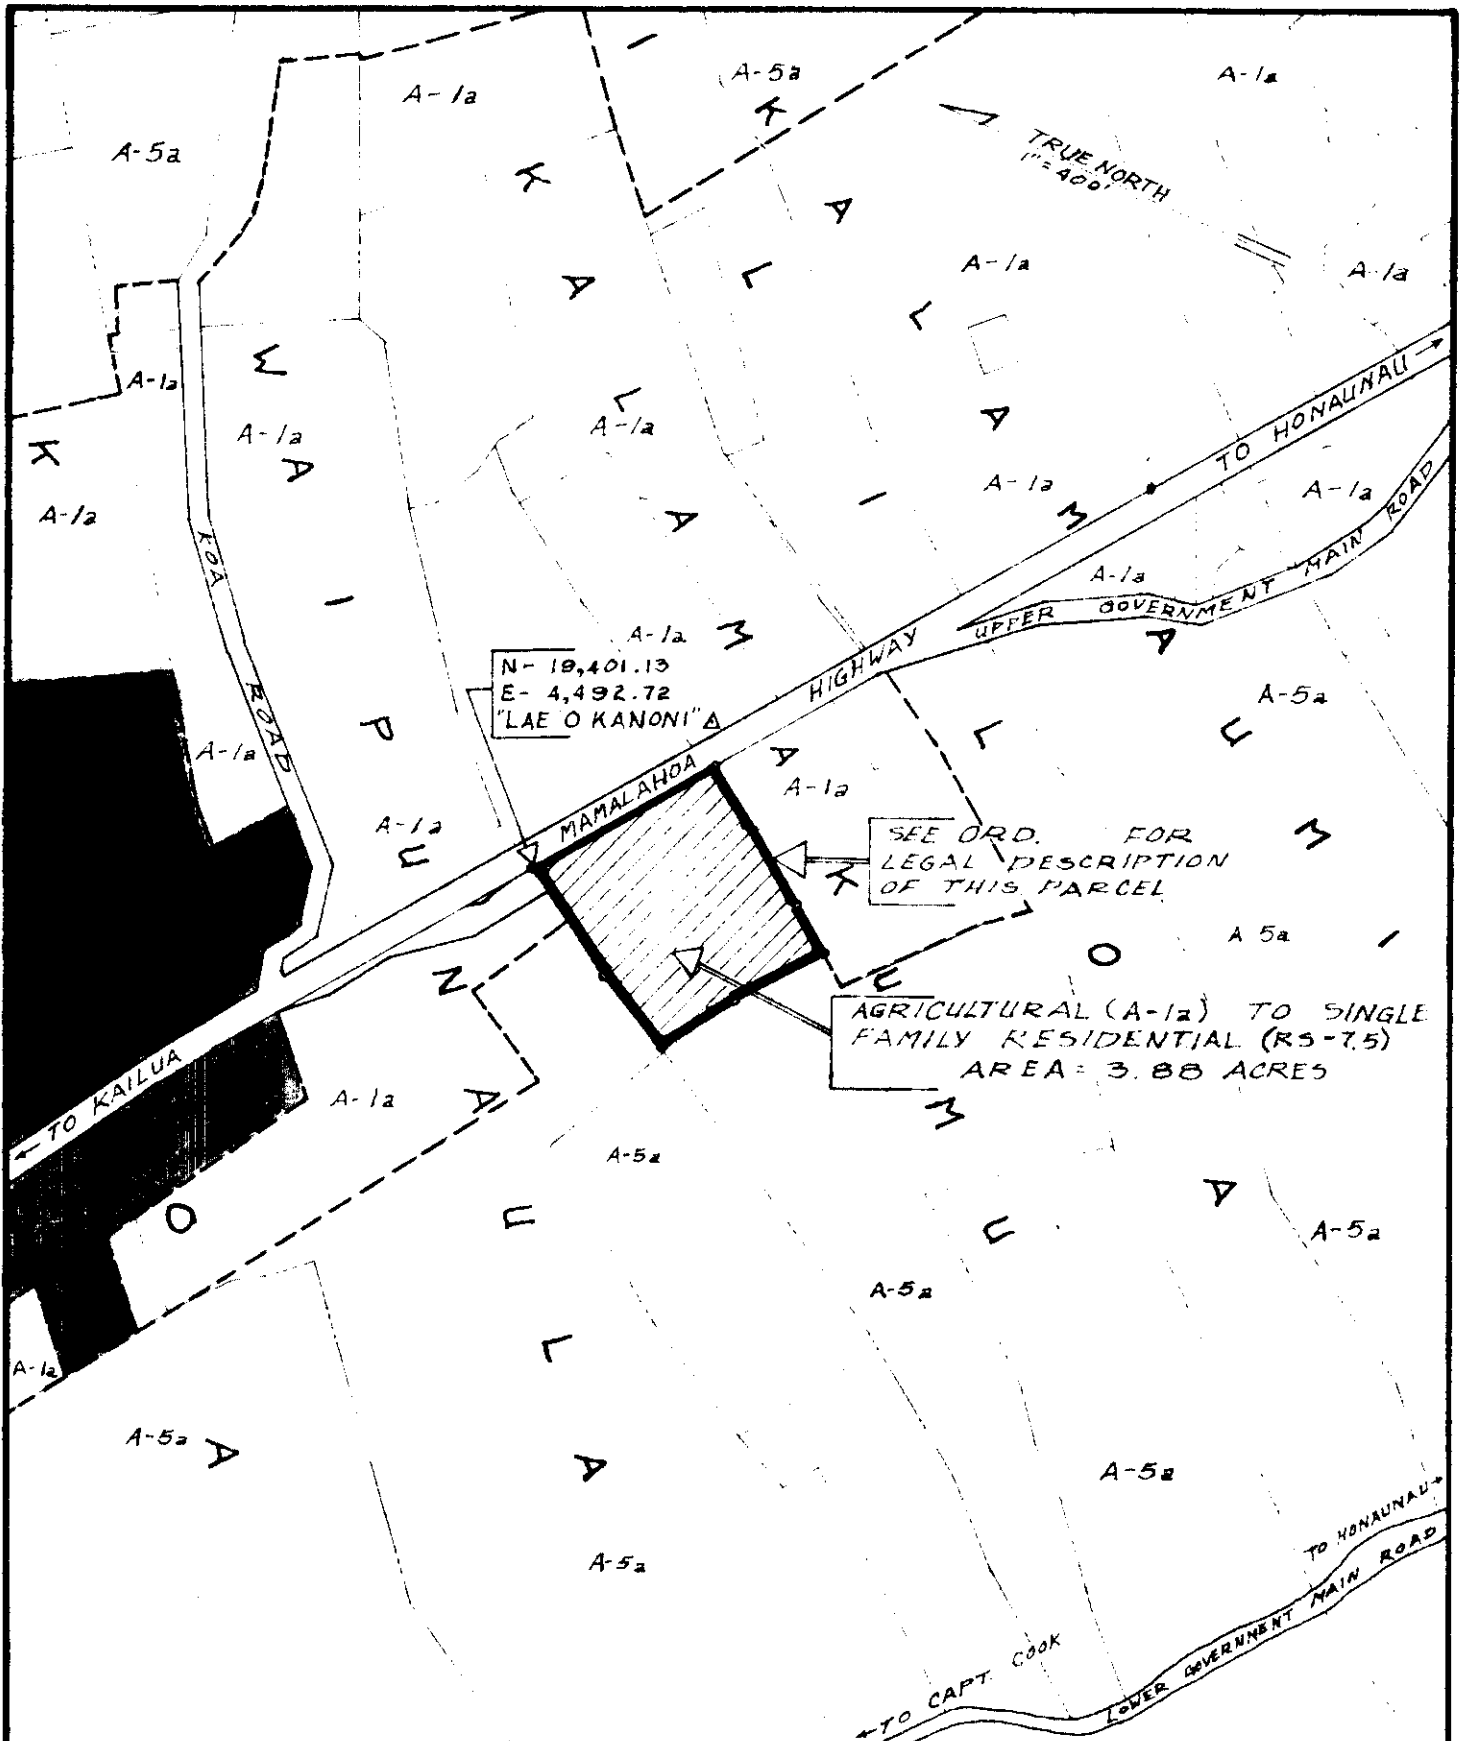 A-5a
A-1a
A-5a
A-1a
TRUE NORTH
1"=400'
A-1a
A-1a
A-1a
A-1a
A-1a
A-1a
A-1a
A-1a
A-1a
A-1a
A-1a
A-1a
A-1a
A-1a
KOA ROAD
TO HONAUNAU →
UPPER GOVERNMENT MAIN ROAD
MAMALAHOA HIGHWAY
← TO KAILUA
N- 19,401.13
E- 4,492.72
"LAE O KANONI" △
SEE ORD. FOR
LEGAL DESCRIPTION
OF THIS PARCEL
AGRICULTURAL (A-1a) TO SINGLE
FAMILY RESIDENTIAL (RS-7.5)
AREA = 3.88 ACRES
A-5a
A 5a
A-5a
A-5a
A-5a
A-5a
A-5a
A-5a
K A L A M A K U M U
K A L A M A U M I
K I L O A
W A I P U N A U L A
TO HONAUNAU →
← TO CAPT. COOK
LOWER GOVERNMENT MAIN ROAD